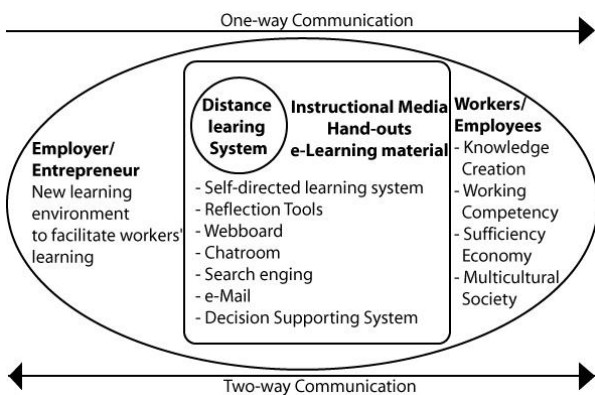 One-way Communication
Employer/
Entrepreneur
New learning
environment
to facilitate workers'
learning
Distance
learing
System
Instructional Media
Hand-outs
e-Learning material
- Self-directed learning system
- Reflection Tools
- Webboard
- Chatroom
- Search enging
- e-Mail
- Decision Supporting System
Workers/
Employees
- Knowledge
Creation
- Working
Competency
- Sufficiency
Economy
- Multicultural
Society
Two-way Communication